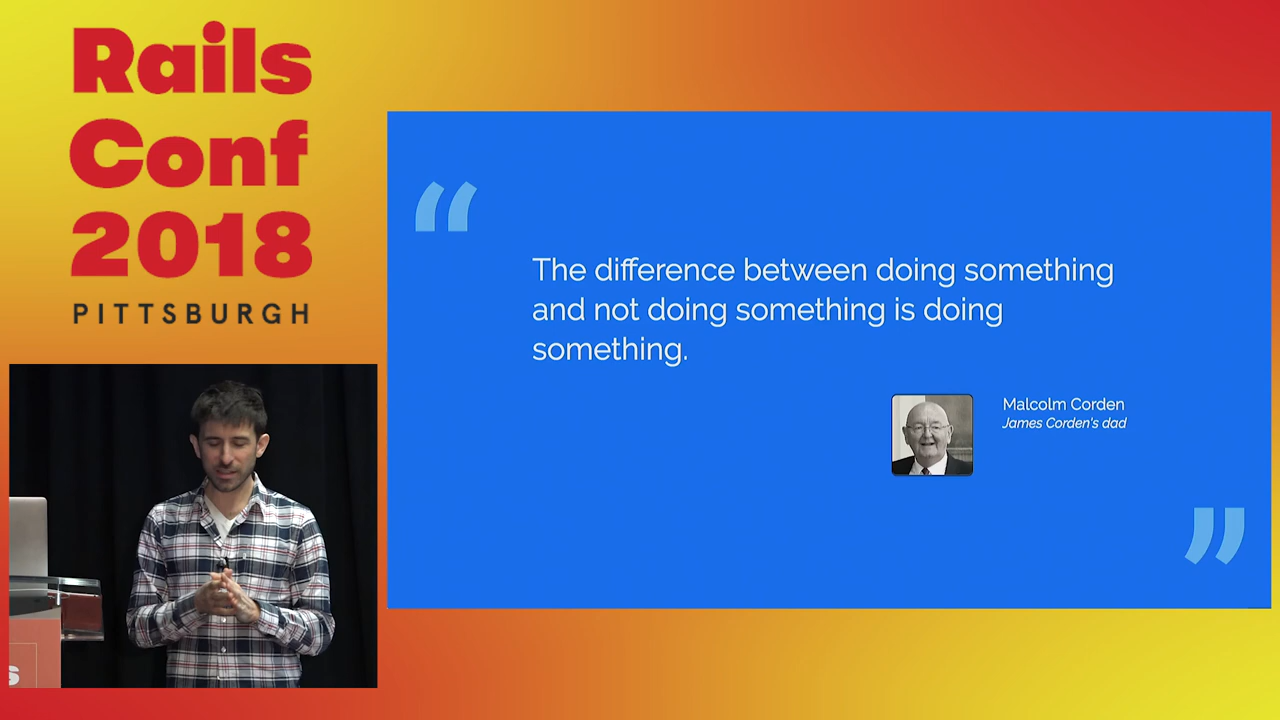 Rails
Conf
2018
PITTSBURGH
“
The difference between doing something
and not doing something is doing
something.
Malcolm Corden
James Corden's dad
”
S